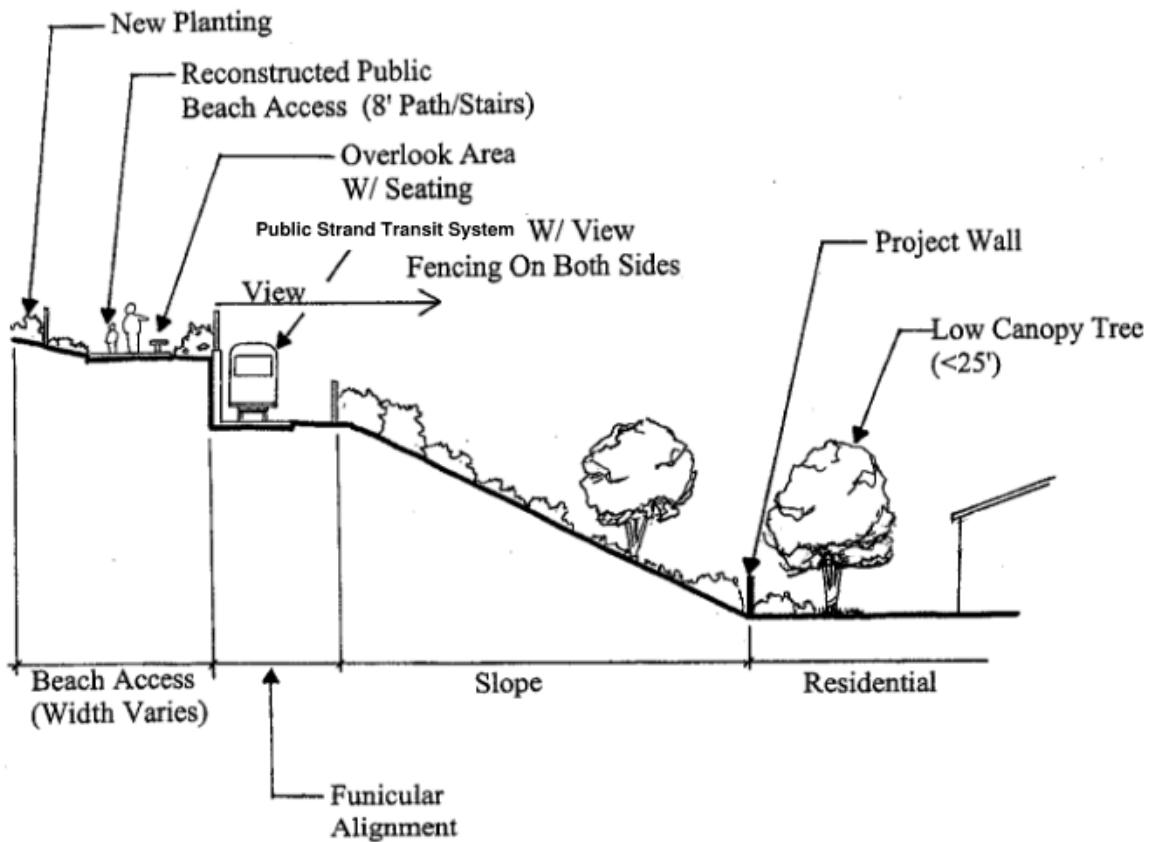 New Planting
Reconstructed Public
Beach Access (8' Path/Stairs)
Overlook Area
W/ Seating
Public Strand Transit System W/ View
Fencing On Both Sides
View
Project Wall
Low Canopy Tree
(<25')
Beach Access
(Width Varies)
Slope
Residential
Funicular
Alignment